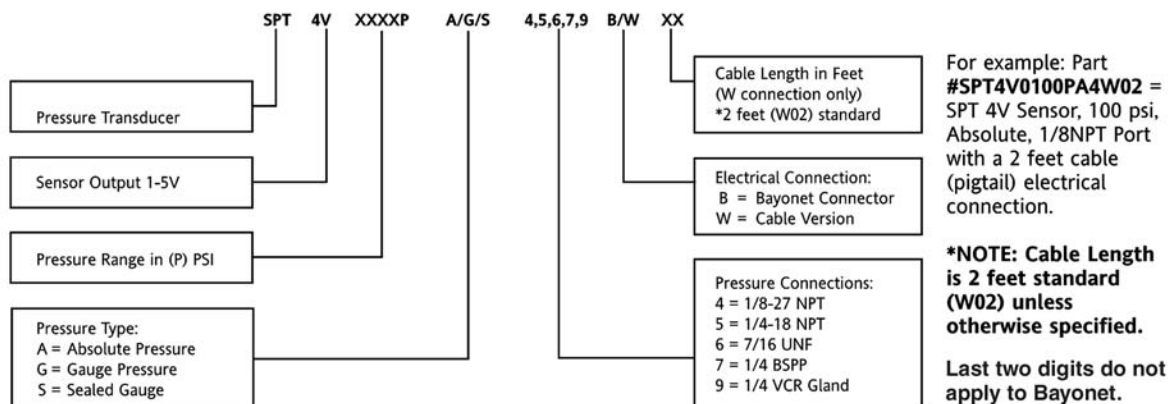 SPT 4V XXXXP A/G/S 4,5,6,7,9 B/W XX
Pressure Transducer
Sensor Output 1-5V
Pressure Range in (P) PSI
Pressure Type:
A = Absolute Pressure
G = Gauge Pressure
S = Sealed Gauge
Cable Length in Feet
(W connection only)
*2 feet (W02) standard
Electrical Connection:
B = Bayonet Connector
W = Cable Version
Pressure Connections:
4 = 1/8-27 NPT
5 = 1/4-18 NPT
6 = 7/16 UNF
7 = 1/4 BSPP
9 = 1/4 VCR Gland
For example: Part
#SPT4V0100PA4W02 =
SPT 4V Sensor, 100 psi,
Absolute, 1/8NPT Port
with a 2 feet cable
(pigtail) electrical
connection.
*NOTE: Cable Length
is 2 feet standard
(W02) unless
otherwise specified.
Last two digits do not
apply to Bayonet.